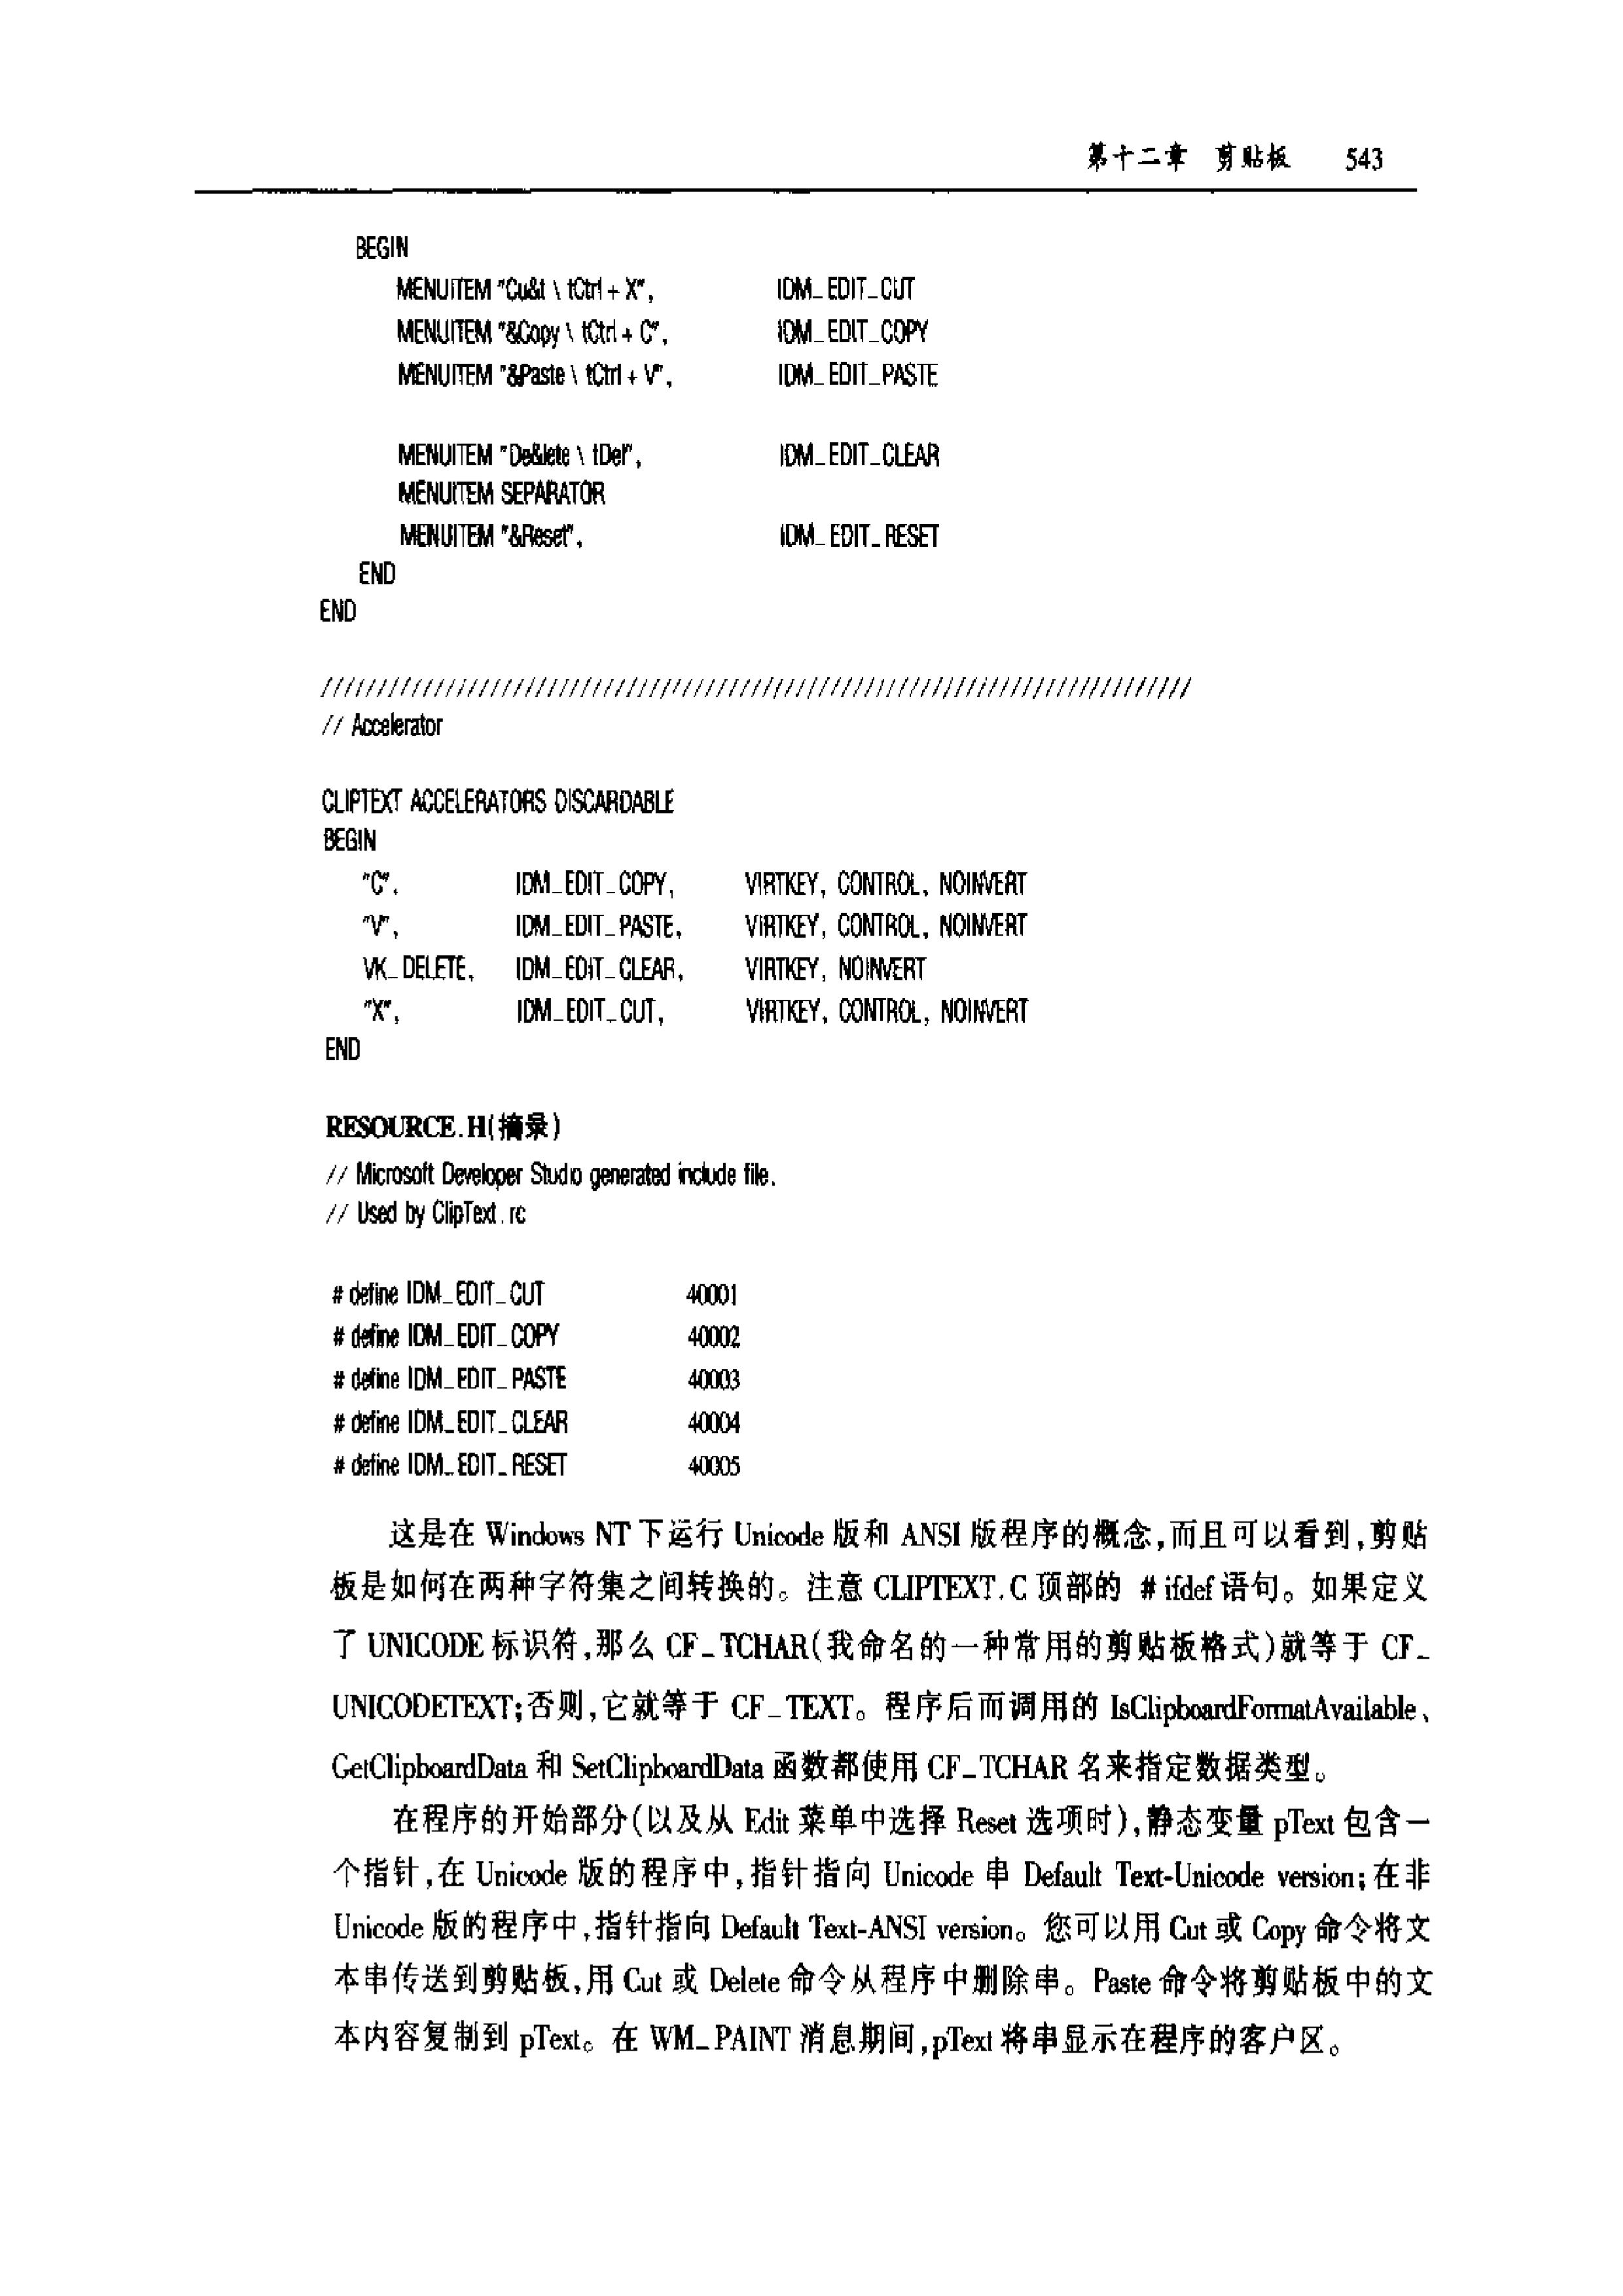 第十二章 剪贴板 543
BEGIN
MENUITEM "Cu&t \ tCtrl + X", IDM_EDIT_CUT
MENUITEM "&Copy \ tCtrl + C", IDM_EDIT_COPY
MENUITEM "&Paste \ tCtrl + V", IDM_EDIT_PASTE
MENUITEM "De&lete \ tDel", IDM_EDIT_CLEAR
MENUITEM SEPARATOR
MENUITEM "&Reset", IDM_EDIT_RESET
END
END
//////////////////////////////////////////////////////////////////////////
// Accelerator
CLIPTEXT ACCELERATORS DISCARDABLE
BEGIN
"C", IDM_EDIT_COPY, VIRTKEY, CONTROL, NOINVERT
"V", IDM_EDIT_PASTE, VIRTKEY, CONTROL, NOINVERT
VK_DELETE, IDM_EDIT_CLEAR, VIRTKEY, NOINVERT
"X", IDM_EDIT_CUT, VIRTKEY, CONTROL, NOINVERT
END
RESOURCE.H(摘录)
// Microsoft Developer Studio generated include file.
// Used by ClipText.rc
# define IDM_EDIT_CUT 40001
# define IDM_EDIT_COPY 40002
# define IDM_EDIT_PASTE 40003
# define IDM_EDIT_CLEAR 40004
# define IDM_EDIT_RESET 40005
这是在 Windows NT 下运行 Unicode 版和 ANSI 版程序的概念,而且可以看到,剪贴
板是如何在两种字符集之间转换的。注意 CLIPTEXT.C 顶部的 # ifdef 语句。如果定义
了 UNICODE 标识符,那么 CF_TCHAR(我命名的一种常用的剪贴板格式)就等于 CF_
UNICODETEXT;否则,它就等于 CF_TEXT。程序后而调用的 IsClipboardFormatAvailable、
GetClipboardData 和 SetClipboardData 函数都使用 CF_TCHAR 名来指定数据类型。
在程序的开始部分(以及从 Edit 菜单中选择 Reset 选项时),静态变量 pText 包含一
个指针,在 Unicode 版的程序中,指针指向 Unicode 串 Default Text-Unicode version;在非
Unicode 版的程序中,指针指向 Default Text-ANSI version。您可以用 Cut 或 Copy 命令将文
本串传送到剪贴板,用 Cut 或 Delete 命令从程序中删除串。Paste 命令将剪贴板中的文
本内容复制到 pText。在 WM_PAINT 消息期间,pText 将串显示在程序的客户区。